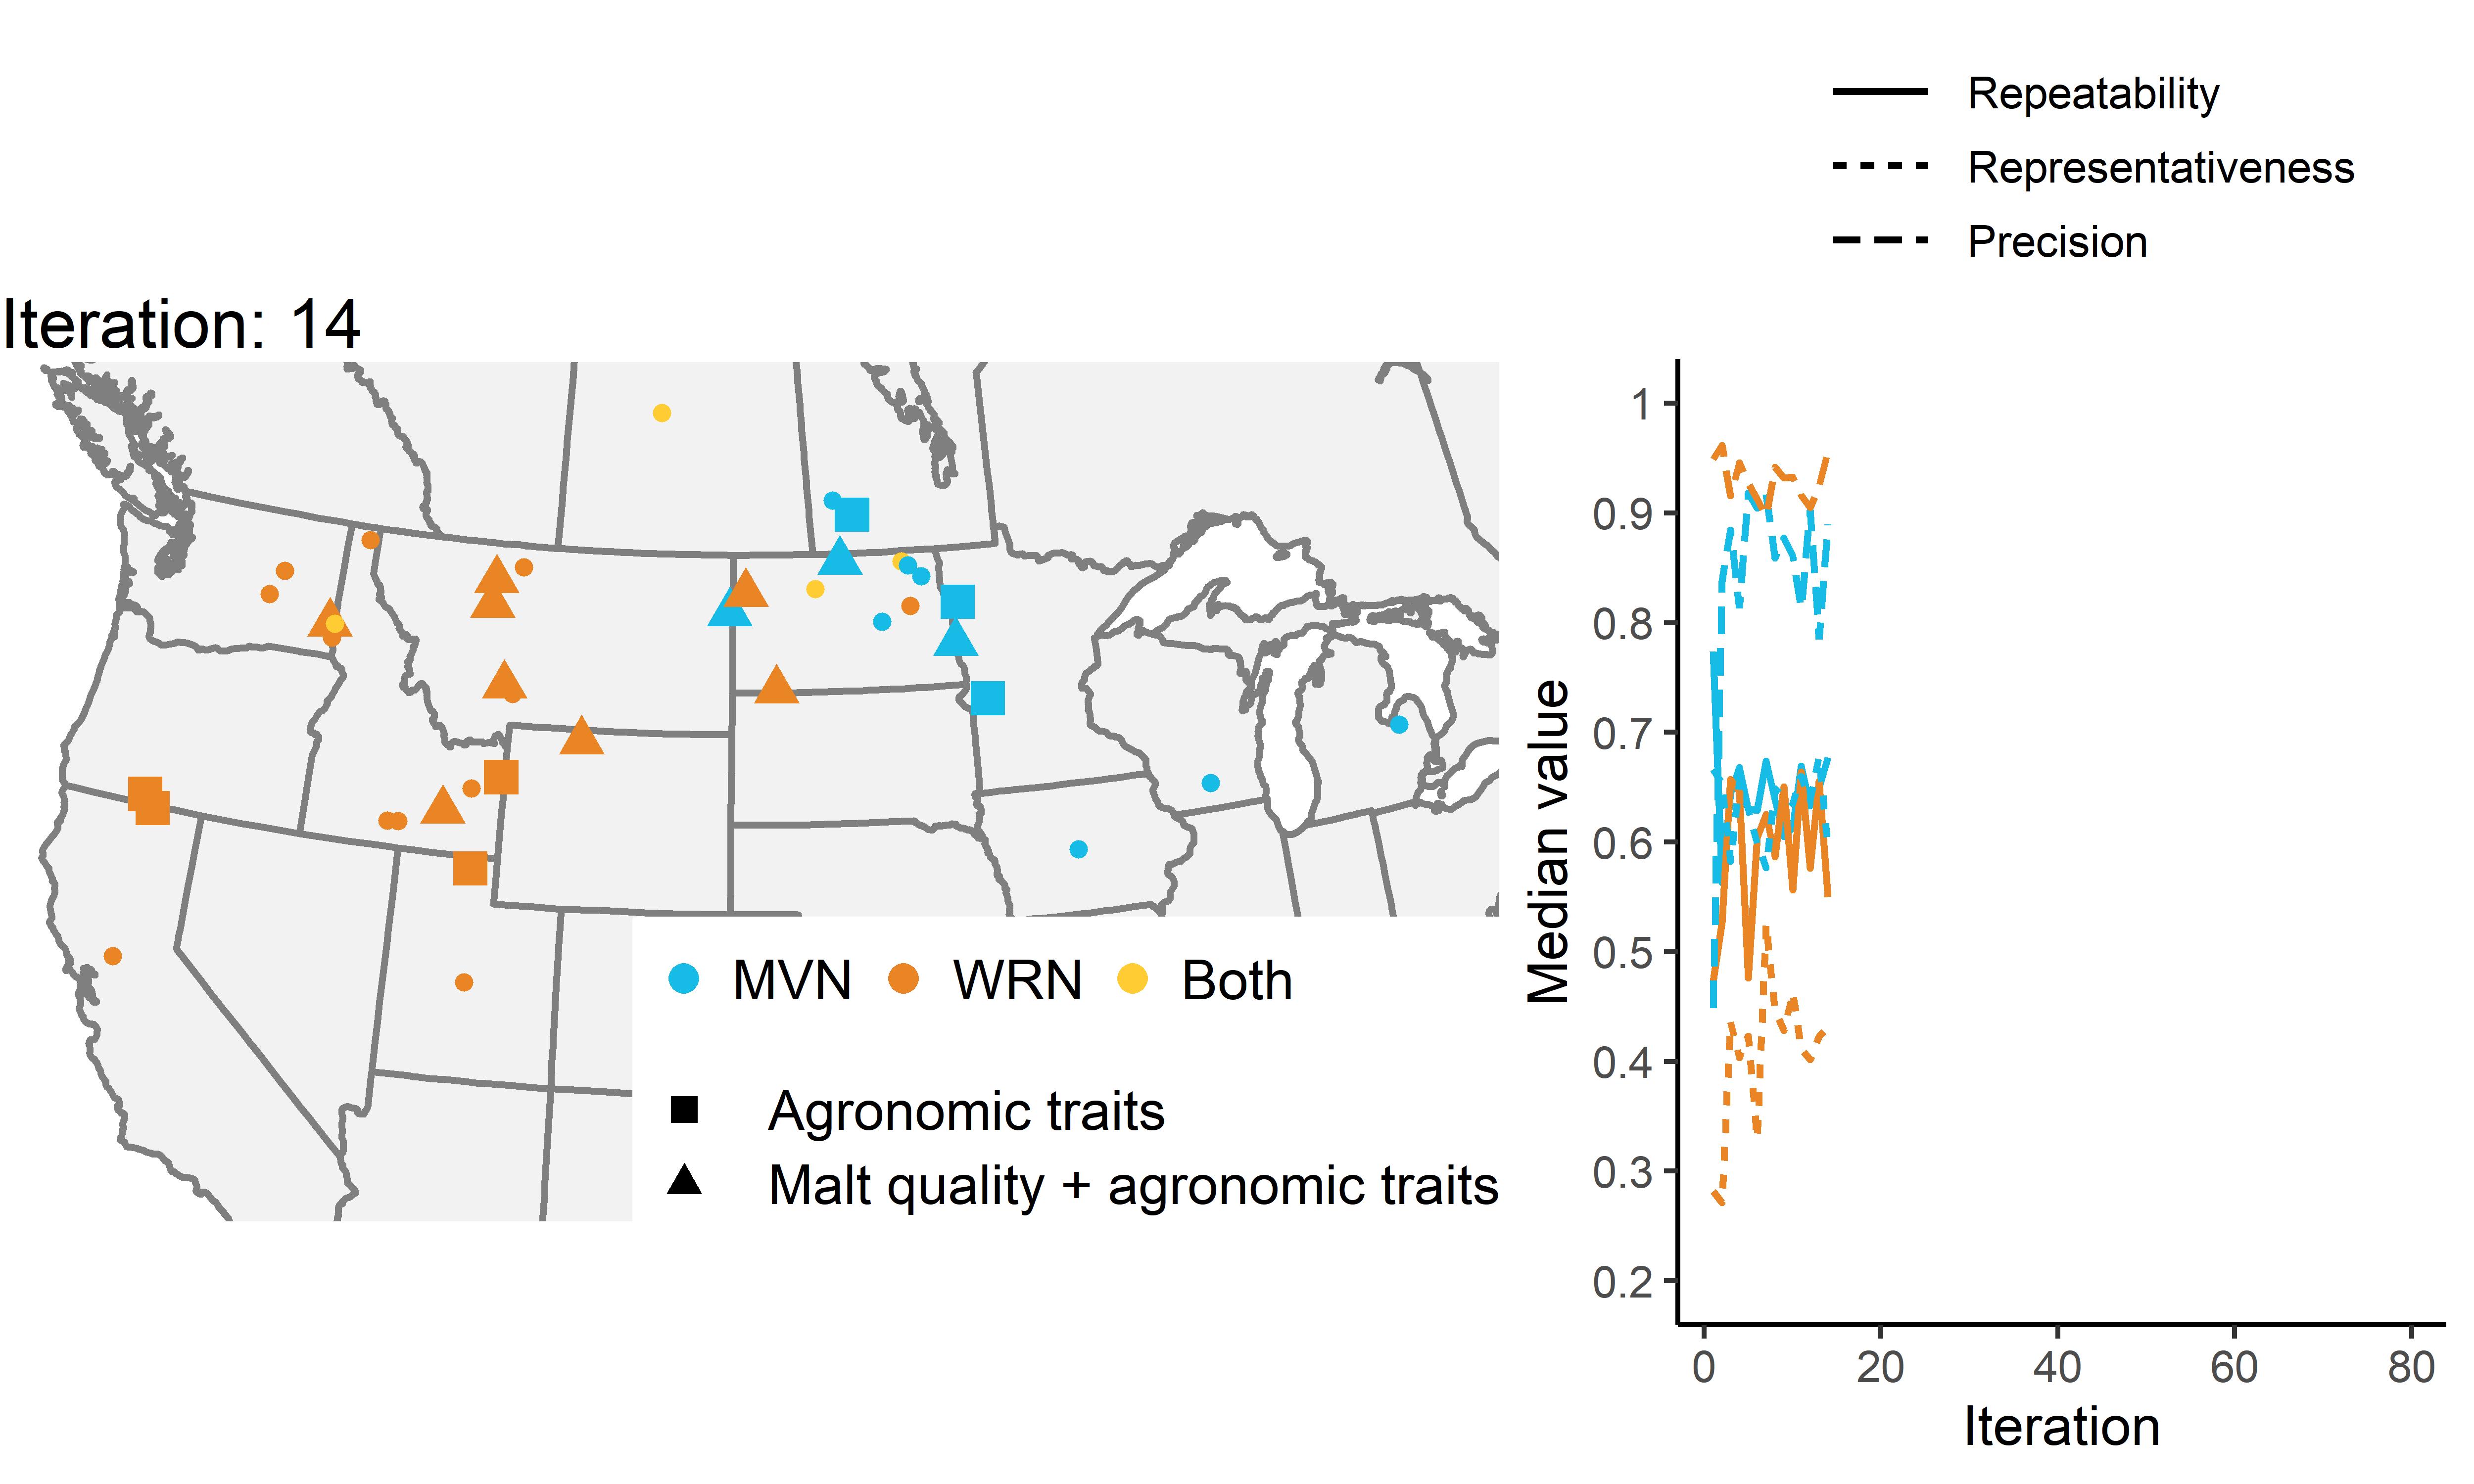 Repeatability
Representativeness
Precision
Iteration: 14
MVN WRN Both
Agronomic traits
Malt quality + agronomic traits
Median value
1
0.9
0.8
0.7
0.6
0.5
0.4
0.3
0.2
0 20 40 60 80
Iteration